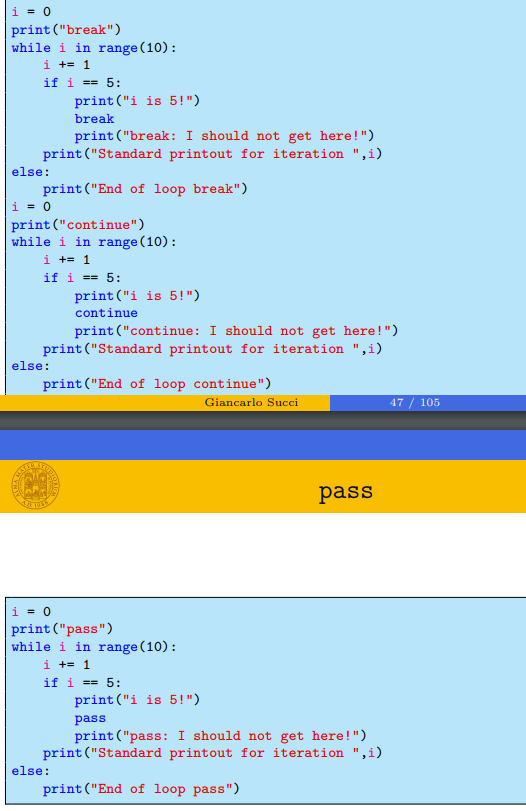 i = 0
print("break")
while i in range(10):
    i += 1
    if i == 5:
        print("i is 5!")
        break
        print("break: I should not get here!")
    print("Standard printout for iteration ",i)
else:
    print("End of loop break")
i = 0
print("continue")
while i in range(10):
    i += 1
    if i == 5:
        print("i is 5!")
        continue
        print("continue: I should not get here!")
    print("Standard printout for iteration ",i)
else:
    print("End of loop continue")
Giancarlo Succi 47 / 105
pass
i = 0
print("pass")
while i in range(10):
    i += 1
    if i == 5:
        print("i is 5!")
        pass
        print("pass: I should not get here!")
    print("Standard printout for iteration ",i)
else:
    print("End of loop pass")